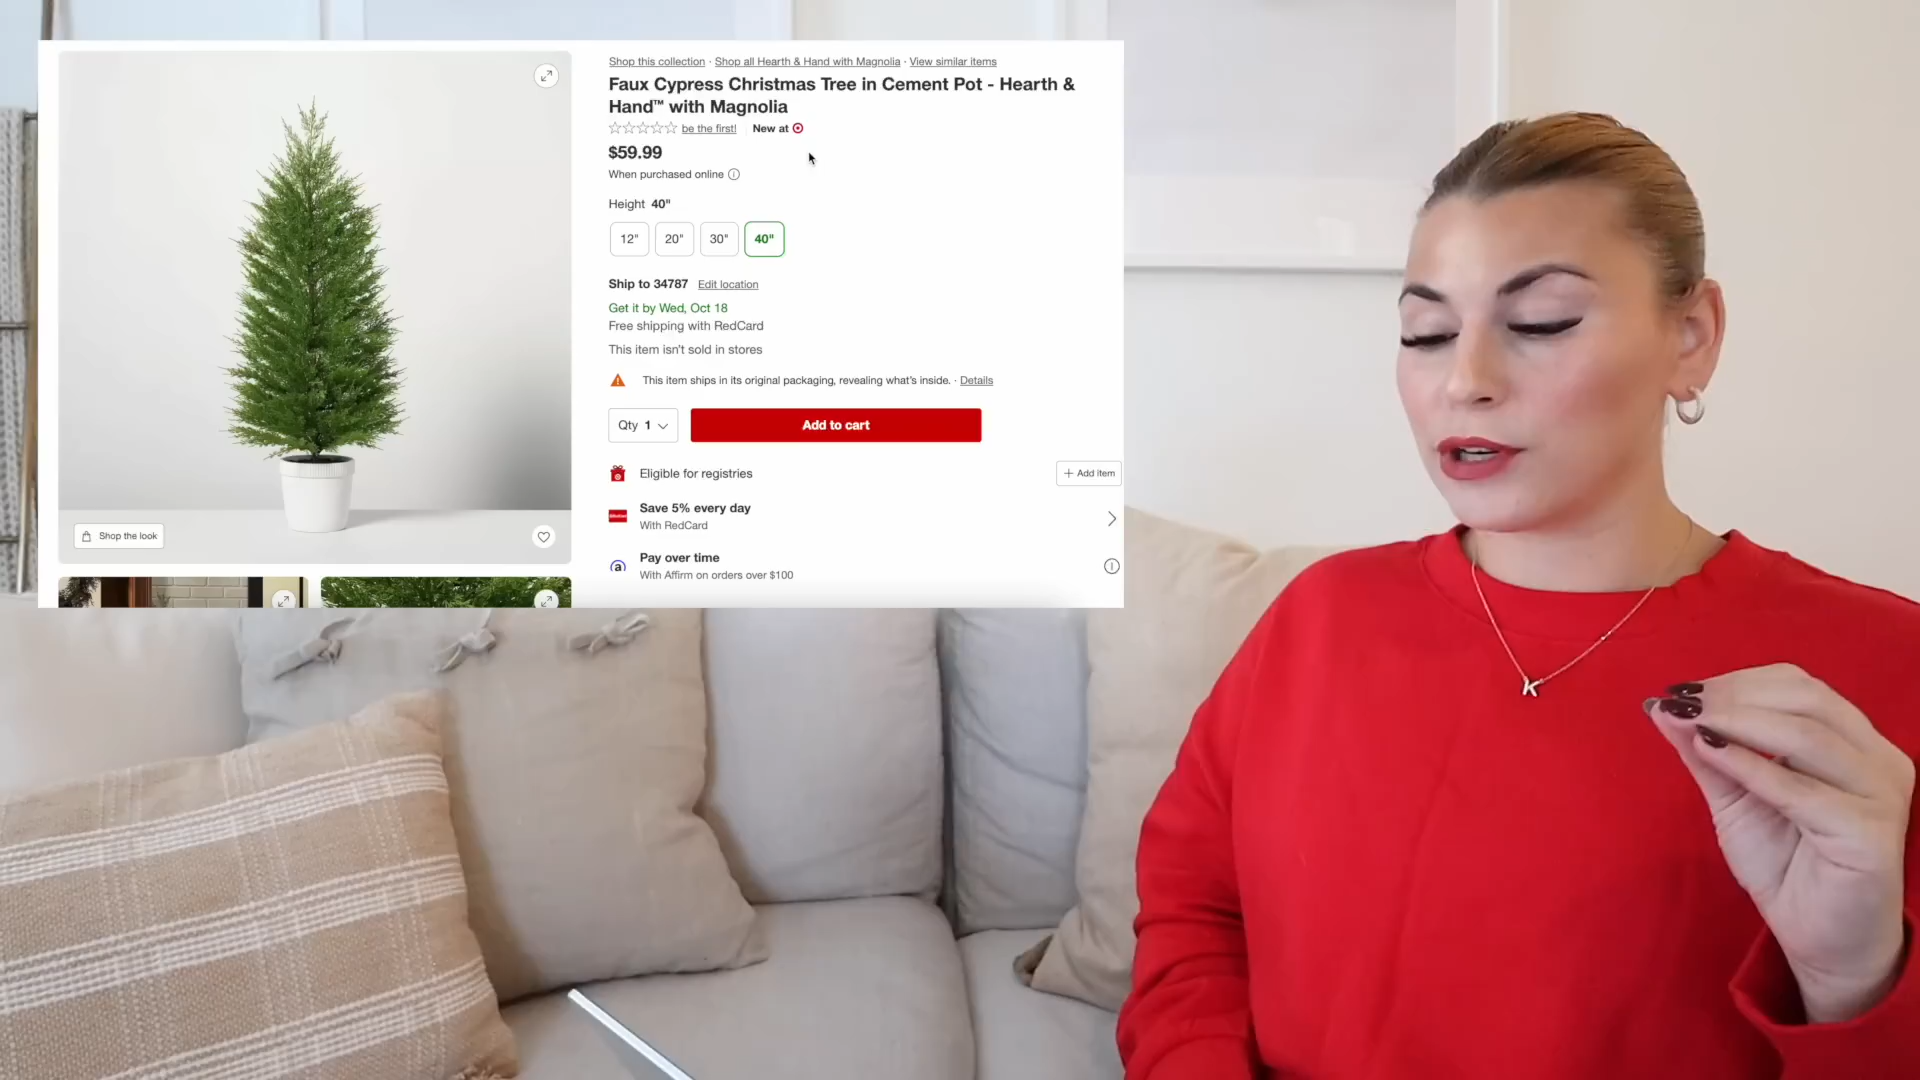 Shop this collection · Shop all Hearth & Hand with Magnolia · View similar items
Faux Cypress Christmas Tree in Cement Pot - Hearth &
Hand™ with Magnolia
be the first! New at
$59.99
When purchased online
Height 40"
12" 20" 30" 40"
Ship to 34787 Edit location
Get it by Wed, Oct 18
Free shipping with RedCard
This item isn't sold in stores
This item ships in its original packaging, revealing what's inside. · Details
Qty 1 Add to cart
Eligible for registries + Add item
Save 5% every day
With RedCard
Shop the look
Pay over time
With Affirm on orders over $100
K